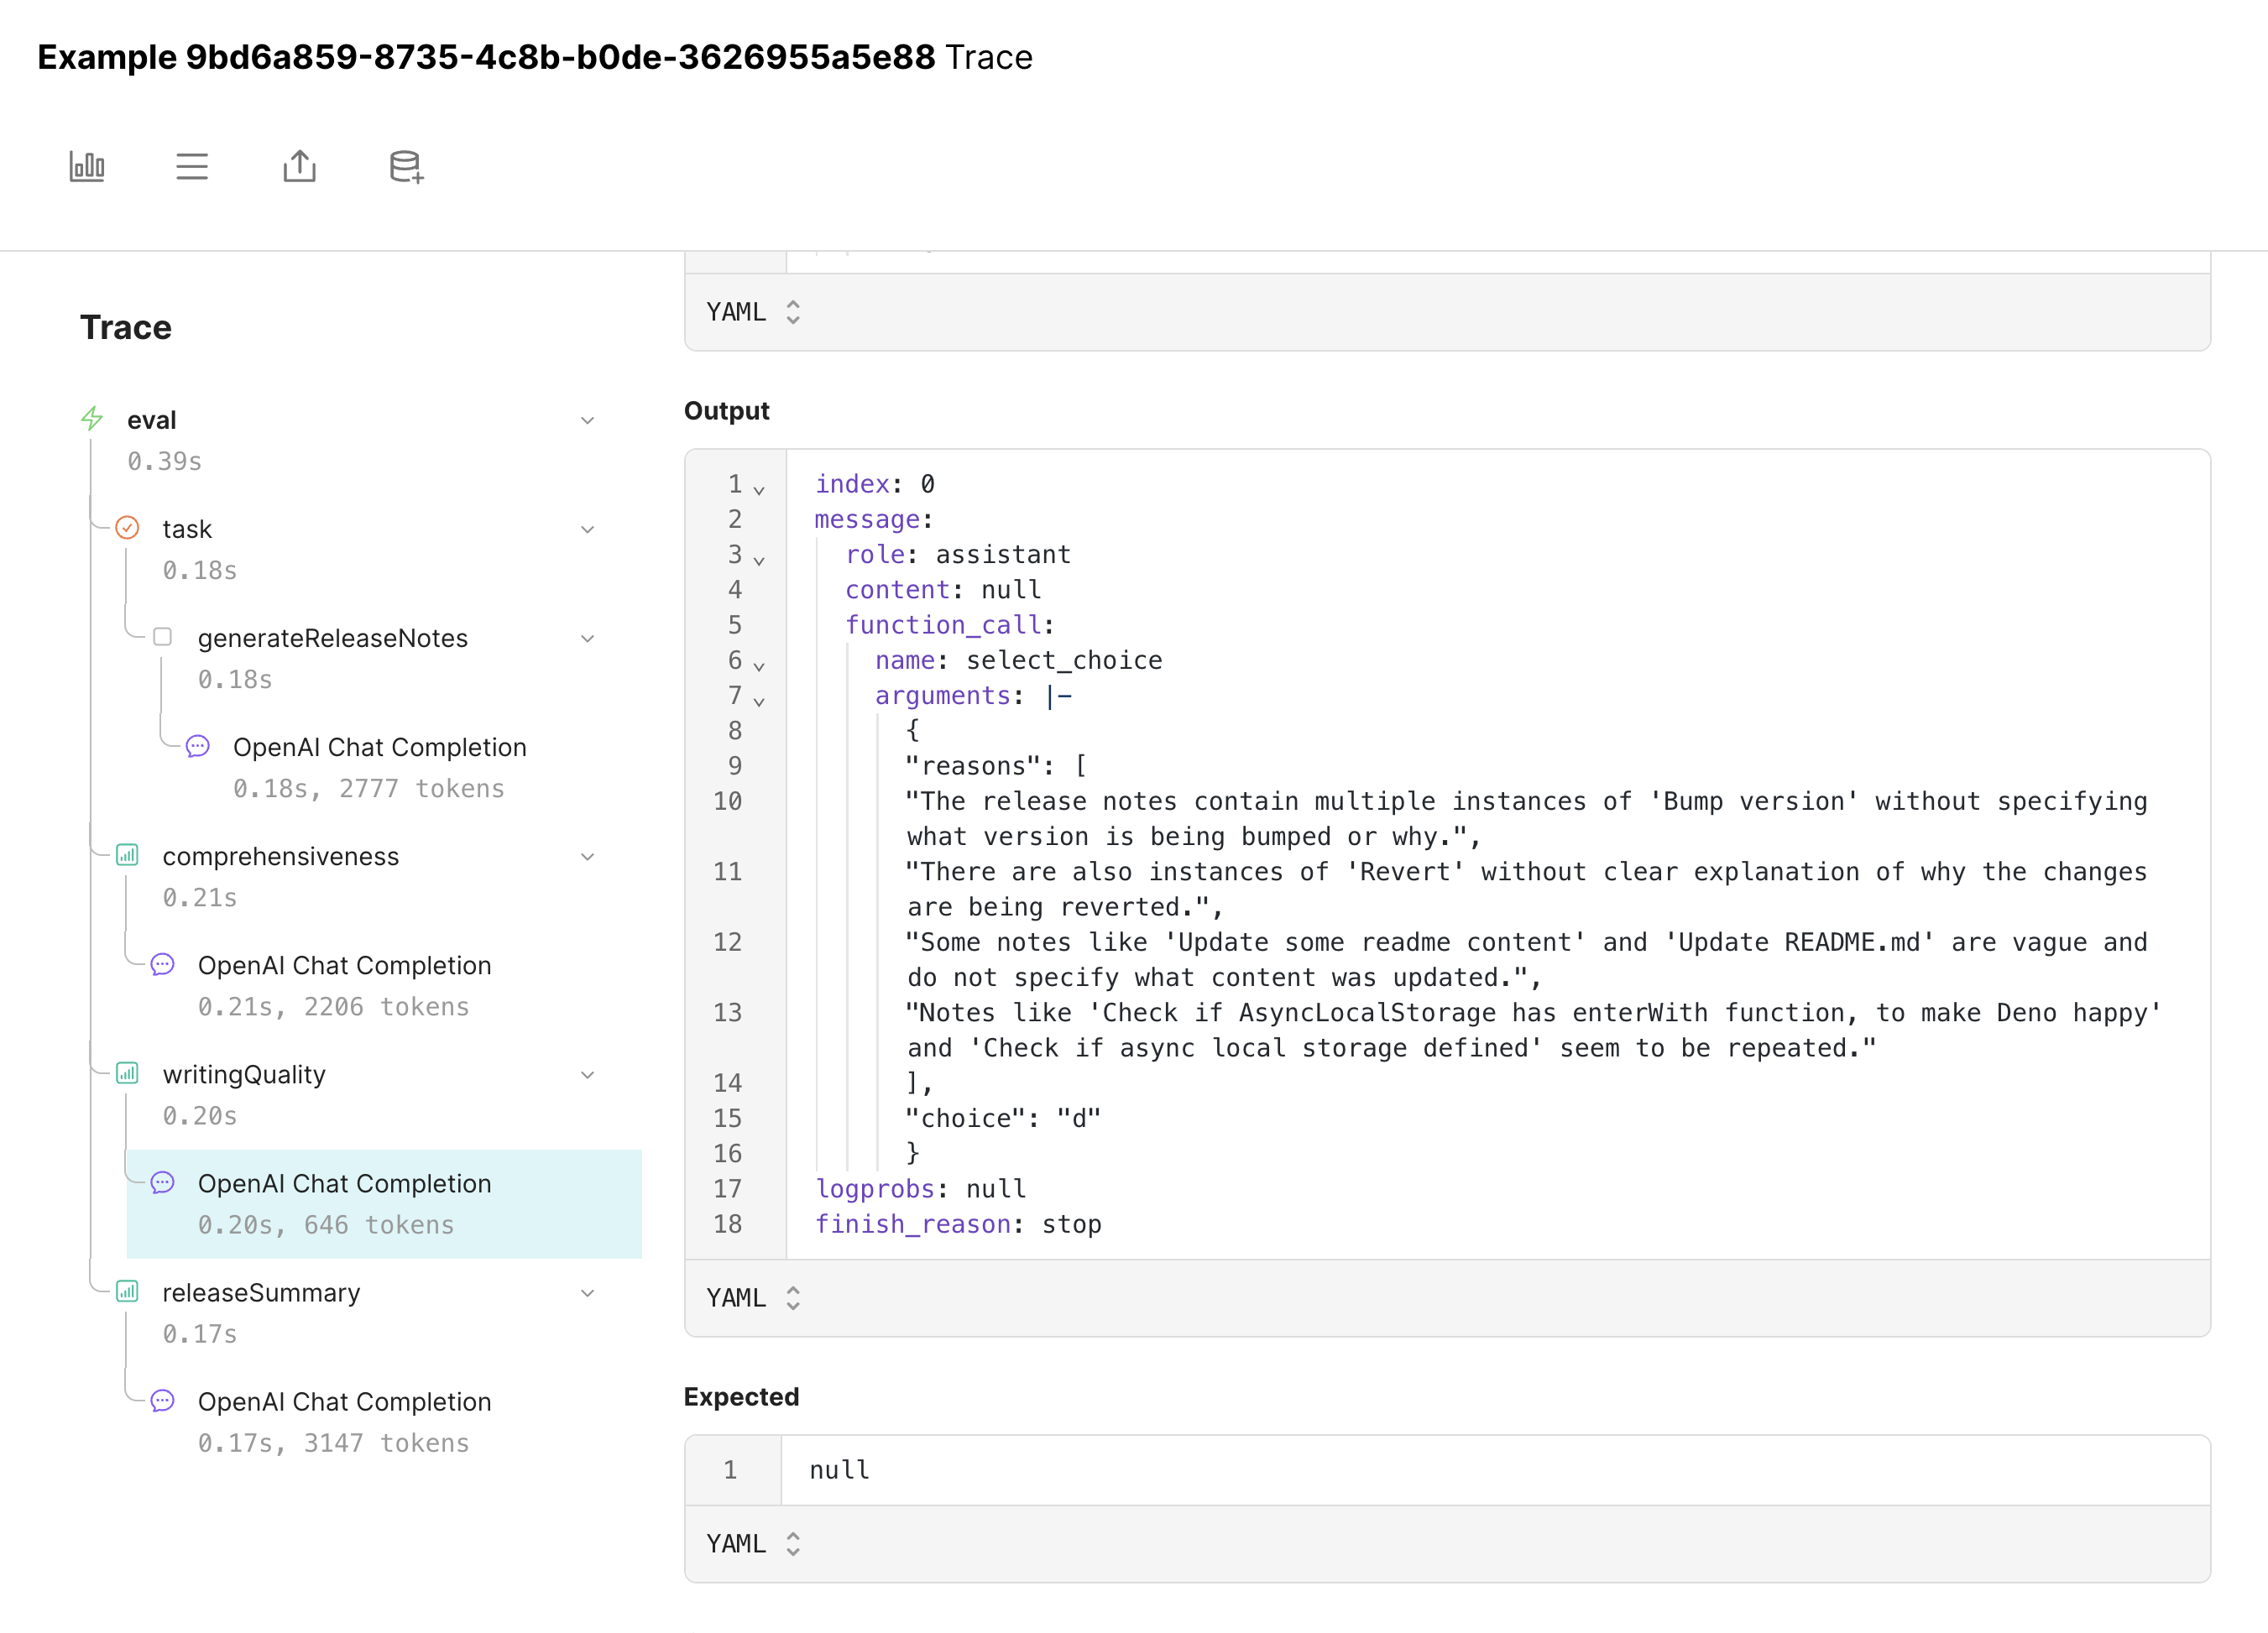 Example 9bd6a859-8735-4c8b-b0de-3626955a5e88 Trace
Trace
eval
0.39s
task
0.18s
generateReleaseNotes
0.18s
OpenAI Chat Completion
0.18s, 2777 tokens
comprehensiveness
0.21s
OpenAI Chat Completion
0.21s, 2206 tokens
writingQuality
0.20s
OpenAI Chat Completion
0.20s, 646 tokens
releaseSummary
0.17s
OpenAI Chat Completion
0.17s, 3147 tokens
YAML
Output
1 index: 0
2 message:
3 role: assistant
4 content: null
5 function_call:
6 name: select_choice
7 arguments: |-
8 {
9 "reasons": [
10 "The release notes contain multiple instances of 'Bump version' without specifying
what version is being bumped or why.",
11 "There are also instances of 'Revert' without clear explanation of why the changes
are being reverted.",
12 "Some notes like 'Update some readme content' and 'Update README.md' are vague and
do not specify what content was updated.",
13 "Notes like 'Check if AsyncLocalStorage has enterWith function, to make Deno happy'
and 'Check if async local storage defined' seem to be repeated."
14 ],
15 "choice": "d"
16 }
17 logprobs: null
18 finish_reason: stop
YAML
Expected
1 null
YAML